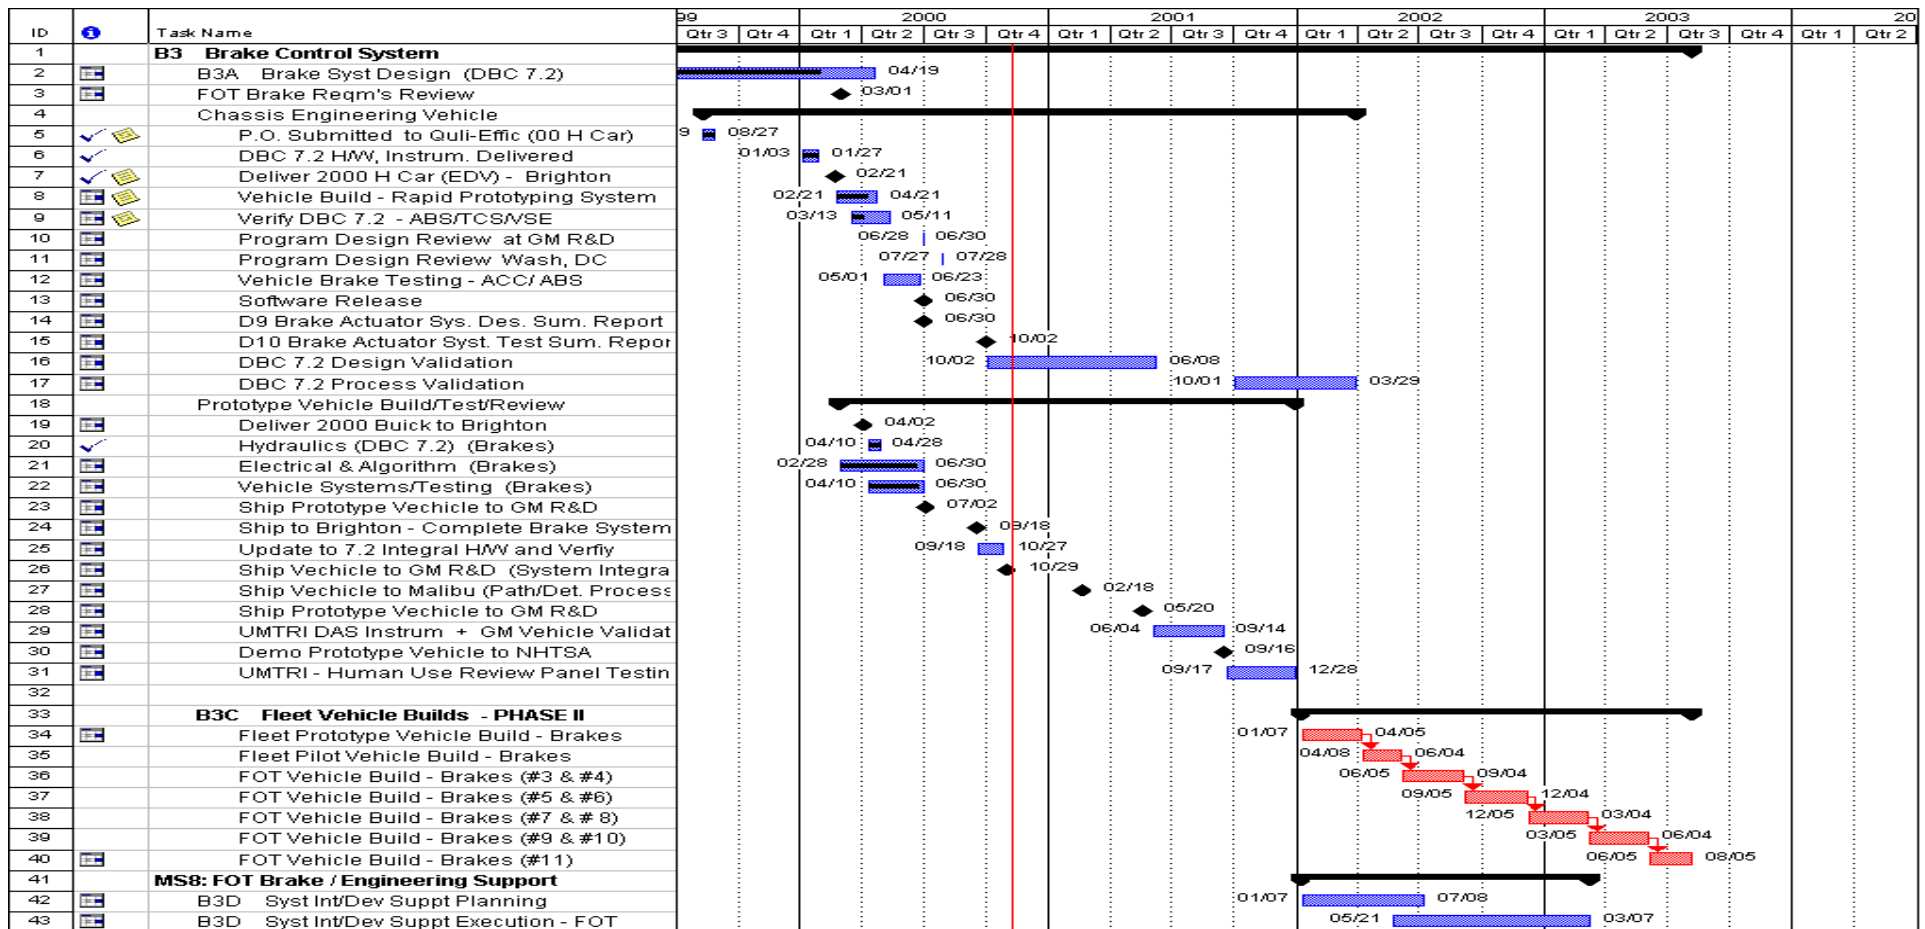 99 2000 2001 2002 2003 20
ID Task Name Qtr 3 Qtr 4 Qtr 1 Qtr 2 Qtr 3 Qtr 4 Qtr 1 Qtr 2 Qtr 3 Qtr 4 Qtr 1 Qtr 2 Qtr 3 Qtr 4 Qtr 1 Qtr 2 Qtr 3 Qtr 4 Qtr 1 Qtr 2
1 B3 Brake Control System
2 B3A Brake Syst Design (DBC 7.2) 04/19
3 FOT Brake Reqm's Review 03/01
4 Chassis Engineering Vehicle
5 P.O. Submitted to Quli-Effic (00 H Car) 9 08/27
6 DBC 7.2 H/W, Instrum. Delivered 01/03 01/27
7 Deliver 2000 H Car (EDV) - Brighton 02/21
8 Vehicle Build - Rapid Prototyping System 02/21 04/21
9 Verify DBC 7.2 - ABS/TCS/VSE 03/13 05/11
10 Program Design Review at GM R&D 06/28 06/30
11 Program Design Review Wash, DC 07/27 07/28
12 Vehicle Brake Testing - ACC/ ABS 05/01 06/23
13 Software Release 06/30
14 D9 Brake Actuator Sys. Des. Sum. Report 06/30
15 D10 Brake Actuator Syst. Test Sum. Repor 10/02
16 DBC 7.2 Design Validation 10/02 06/08
17 DBC 7.2 Process Validation 10/01 03/29
18 Prototype Vehicle Build/Test/Review
19 Deliver 2000 Buick to Brighton 04/02
20 Hydraulics (DBC 7.2) (Brakes) 04/10 04/28
21 Electrical & Algorithm (Brakes) 02/28 06/30
22 Vehicle Systems/Testing (Brakes) 04/10 06/30
23 Ship Prototype Vechicle to GM R&D 07/02
24 Ship to Brighton - Complete Brake System 09/18
25 Update to 7.2 Integral H/W and Verfiy 09/18 10/27
26 Ship Vechicle to GM R&D (System Integra 10/29
27 Ship Vechicle to Malibu (Path/Det. Process 02/18
28 Ship Prototype Vechicle to GM R&D 05/20
29 UMTRI DAS Instrum + GM Vehicle Validat 06/04 09/14
30 Demo Prototype Vehicle to NHTSA 09/16
31 UMTRI - Human Use Review Panel Testin 09/17 12/28
32
33 B3C Fleet Vehicle Builds - PHASE II
34 Fleet Prototype Vehicle Build - Brakes 01/07 04/05
35 Fleet Pilot Vehicle Build - Brakes 04/08 06/04
36 FOT Vehicle Build - Brakes (#3 & #4) 06/05 09/04
37 FOT Vehicle Build - Brakes (#5 & #6) 09/05 12/04
38 FOT Vehicle Build - Brakes (#7 & # 8) 12/05 03/04
39 FOT Vehicle Build - Brakes (#9 & #10) 03/05 06/04
40 FOT Vehicle Build - Brakes (#11) 06/05 08/05
41 MS8: FOT Brake / Engineering Support
42 B3D Syst Int/Dev Suppt Planning 01/07 07/08
43 B3D Syst Int/Dev Suppt Execution - FOT 05/21 03/07